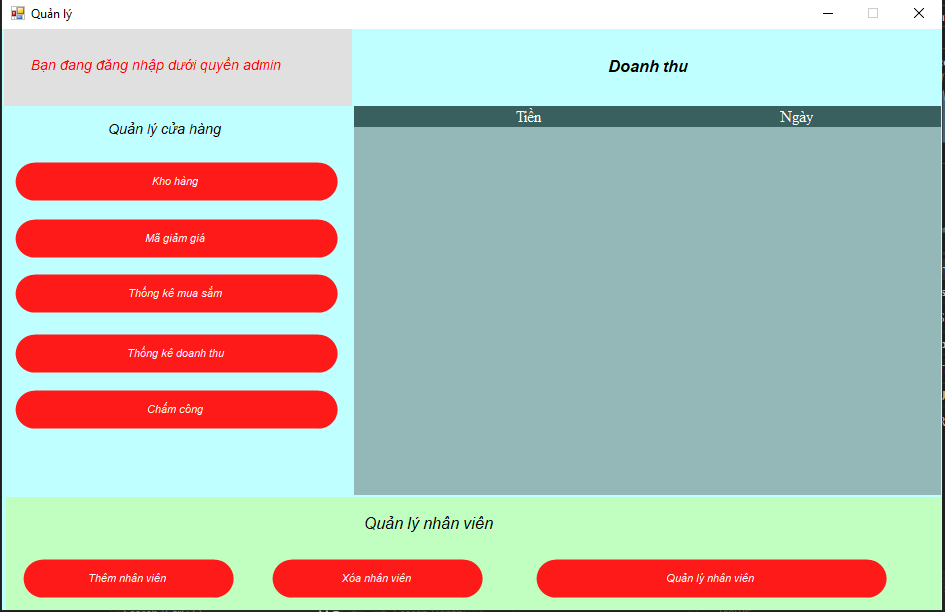 Quản lý
Bạn đang đăng nhập dưới quyền admin
Doanh thu
Quản lý cửa hàng
Tiền Ngày
Kho hàng
Mã giảm giá
Thống kê mua sắm
Thống kê doanh thu
Chấm công
Quản lý nhân viên
Thêm nhân viên Xóa nhân viên Quản lý nhân viên